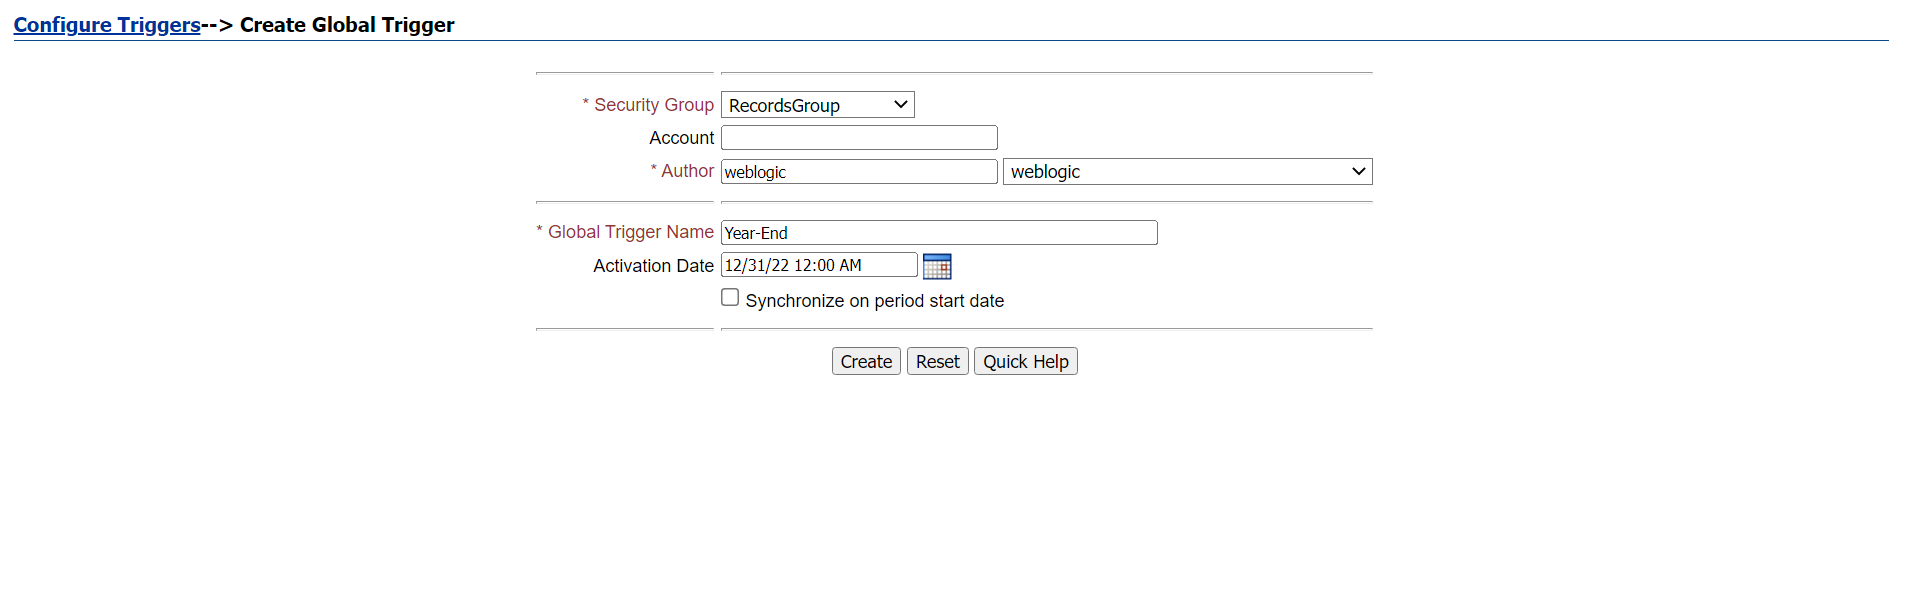 Configure Triggers--> Create Global Trigger
* Security Group RecordsGroup
Account
* Author weblogic weblogic
* Global Trigger Name Year-End
Activation Date 12/31/22 12:00 AM
Synchronize on period start date
Create Reset Quick Help